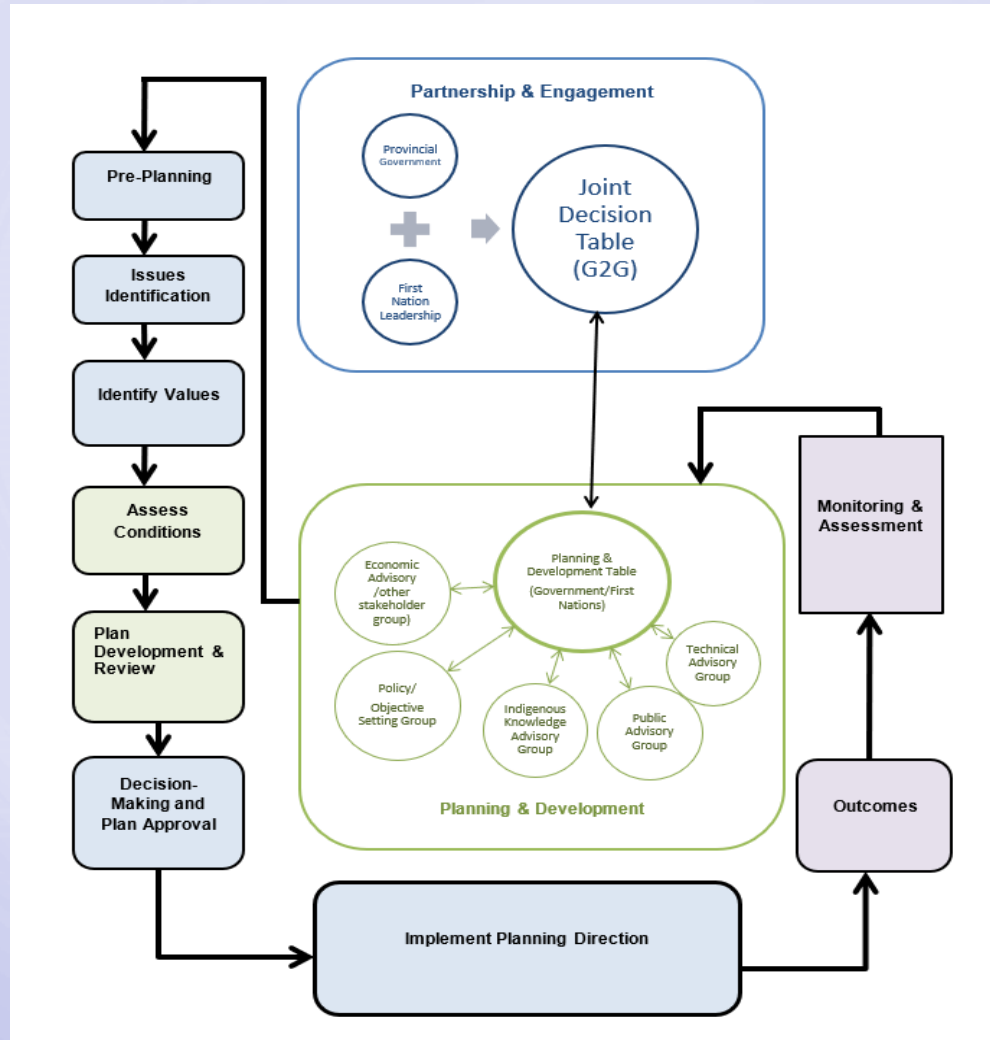 Partnership & Engagement
Provincial
Government
First
Nation
Leadership
Joint
Decision
Table
(G2G)
Pre-Planning
Issues
Identification
Identify Values
Assess
Conditions
Plan
Development &
Review
Decision-
Making and
Plan Approval
Planning &
Development Table
(Government/First
Nations)
Economic
Advisory
/other
stakeholder
group)
Policy/
Objective
Setting Group
Indigenous
Knowledge
Advisory
Group
Public
Advisory
Group
Technical
Advisory
Group
Planning & Development
Monitoring &
Assessment
Outcomes
Implement Planning Direction